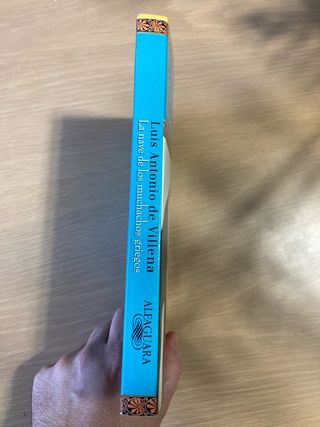 Luis Antonio de Villena
La nave de los muchachos griegos
ALFAGUARA